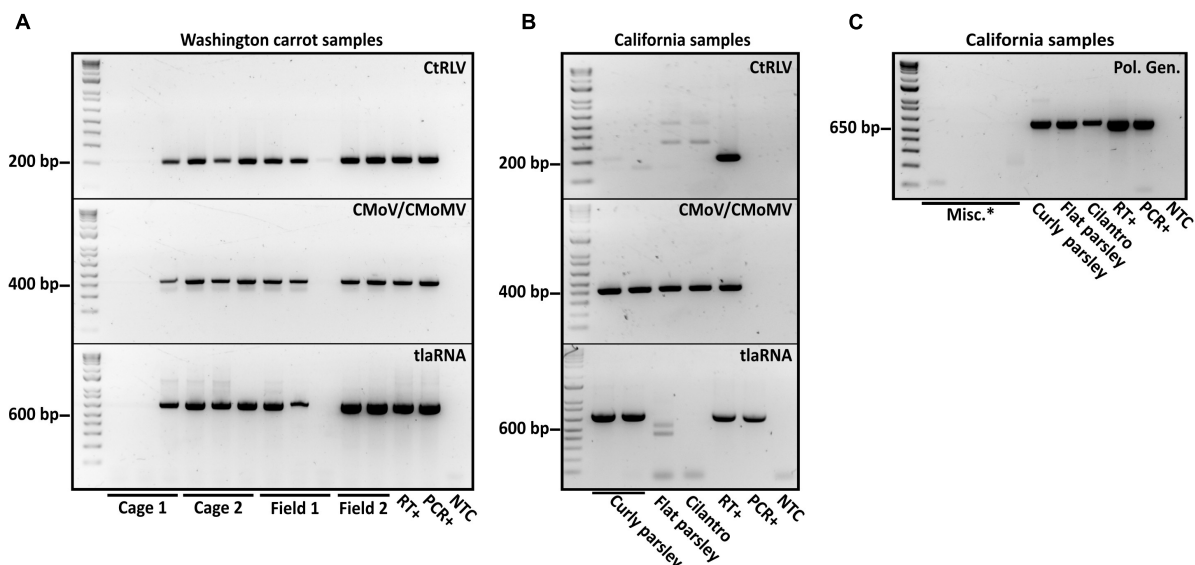 A
Washington carrot samples
CtRLV
200 bp
CMoV/CMoMV
400 bp
tlaRNA
600 bp
Cage 1
Cage 2
Field 1
Field 2
RT+
PCR+
NTC
B
California samples
CtRLV
200 bp
CMoV/CMoMV
400 bp
tlaRNA
600 bp
Curly parsley
Flat parsley
Cilantro
RT+
PCR+
NTC
C
California samples
Pol. Gen.
650 bp
Misc.*
Curly parsley
Flat parsley
Cilantro
RT+
PCR+
NTC